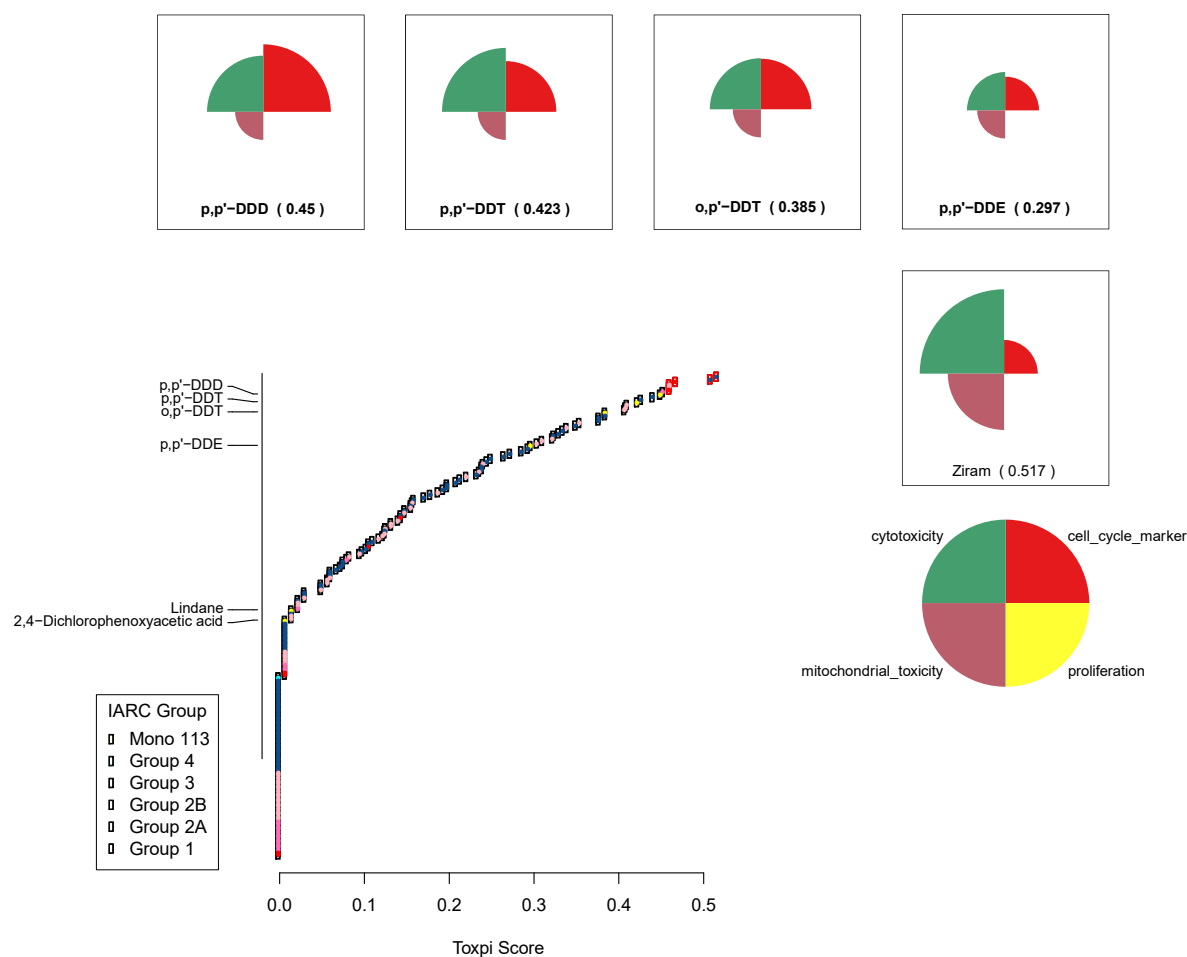 p,p'−DDD ( 0.45 )
p,p'−DDT ( 0.423 )
o,p'−DDT ( 0.385 )
p,p'−DDE ( 0.297 )
Ziram ( 0.517 )
cytotoxicity
cell_cycle_marker
mitochondrial_toxicity
proliferation
p,p'−DDD
p,p'−DDT
o,p'−DDT
p,p'−DDE
Lindane
2,4−Dichlorophenoxyacetic acid
IARC Group
Mono 113
Group 4
Group 3
Group 2B
Group 2A
Group 1
0.0 0.1 0.2 0.3 0.4 0.5
Toxpi Score